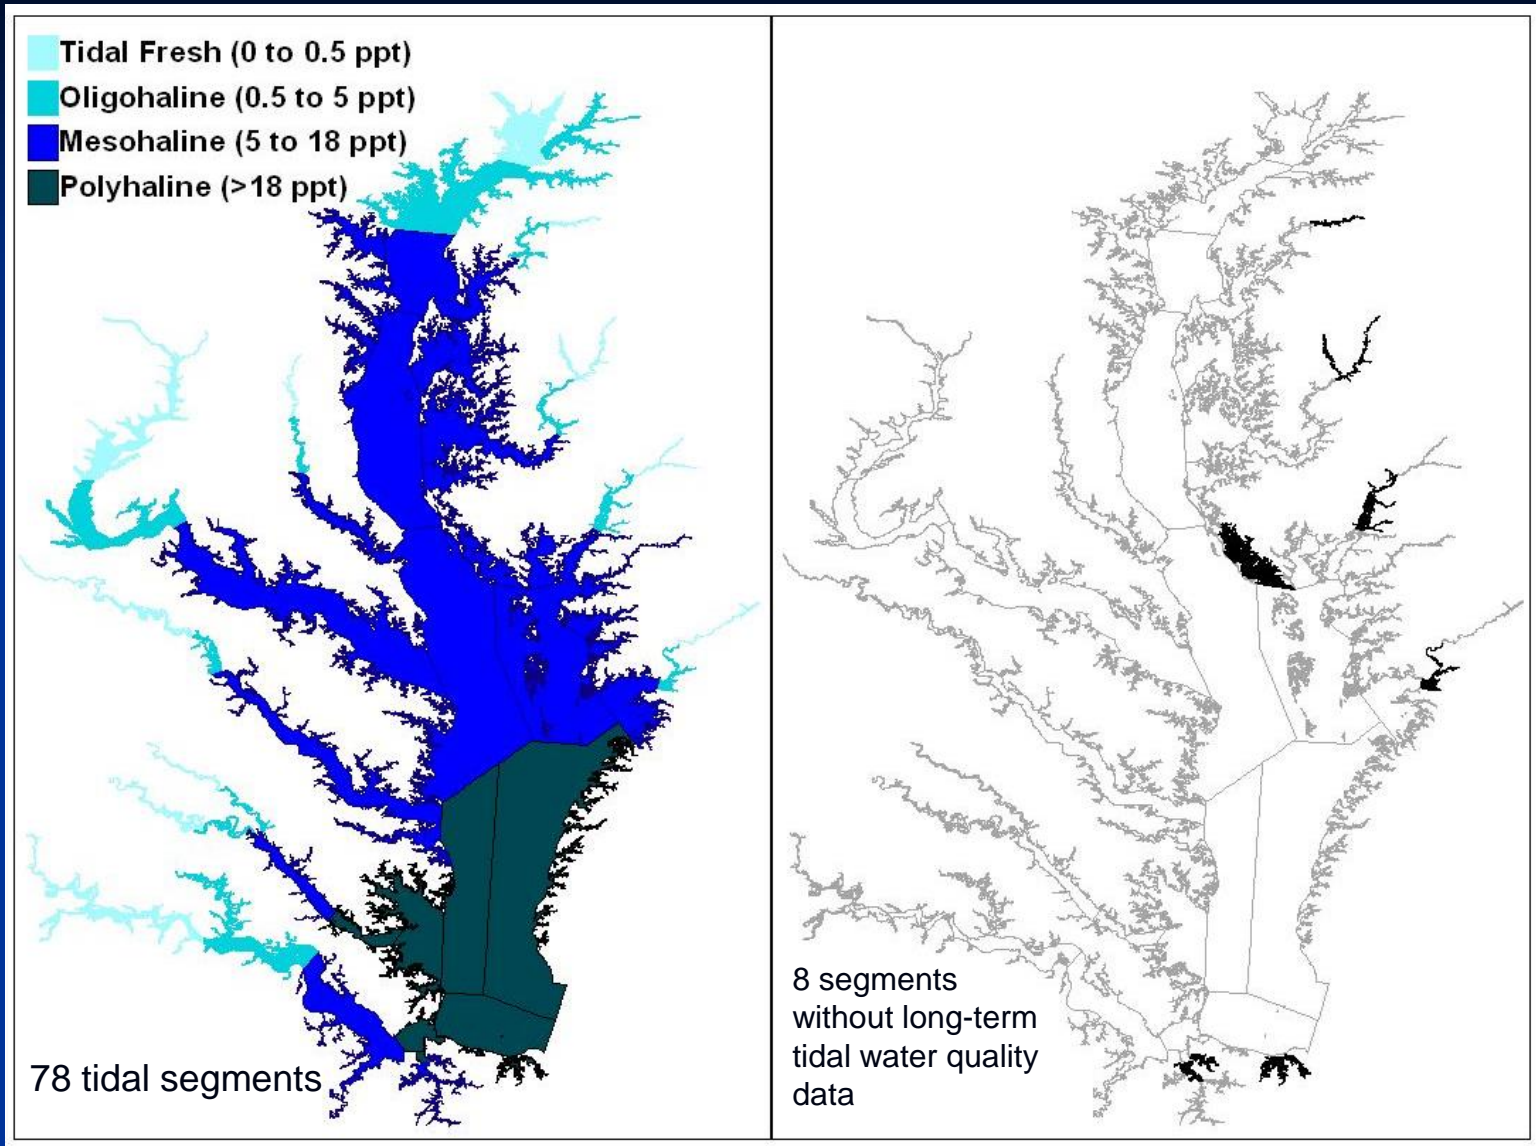 Tidal Fresh (0 to 0.5 ppt)
Oligohaline (0.5 to 5 ppt)
Mesohaline (5 to 18 ppt)
Polyhaline (>18 ppt)
78 tidal segments
8 segments
without long-term
tidal water quality
data